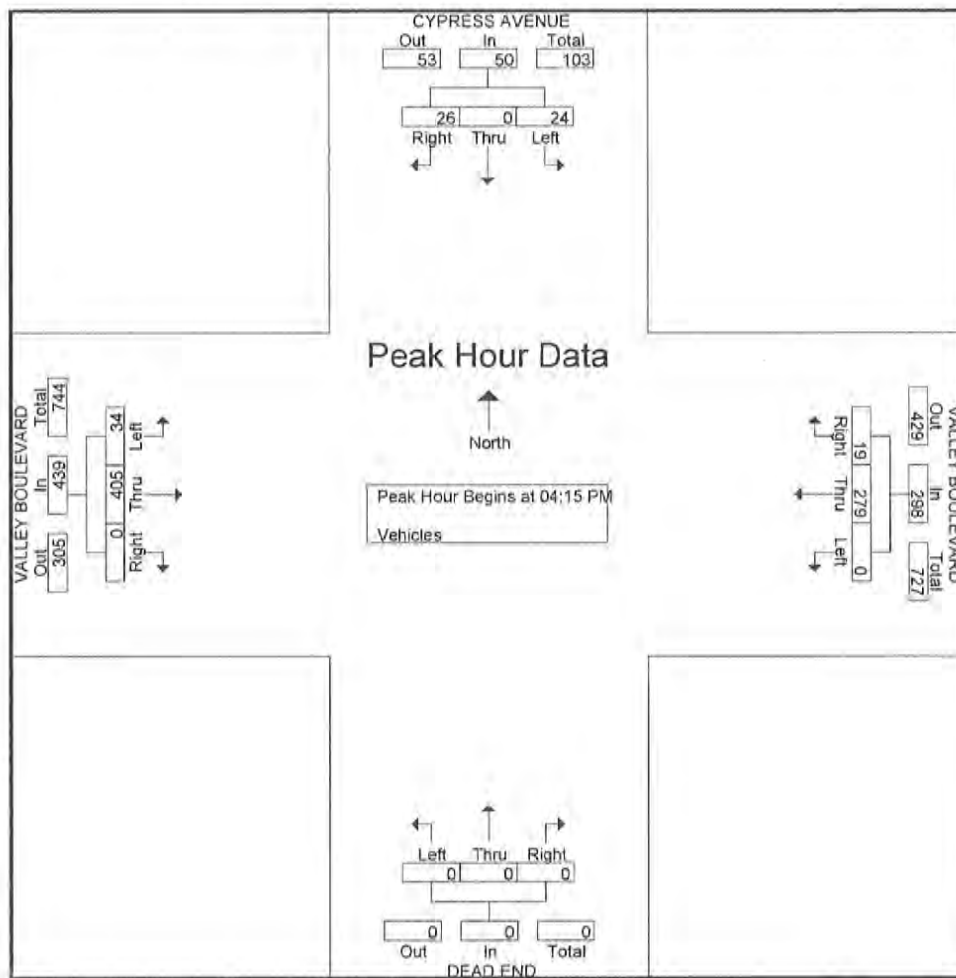 CYPRESS AVENUE
Out In Total
53 50 103
26 0 24
Right Thru Left
Peak Hour Data
North
Peak Hour Begins at 04:15 PM
Vehicles
VALLEY BOULEVARD
Out In Total
305 439 744
34 405 0
Left Thru Right
VALLEY BOULEVARD
Out In Total
429 298 727
Right Thru Left
19 279 0
Left Thru Right
0 0 0
0 0 0
Out In Total
DEAD END